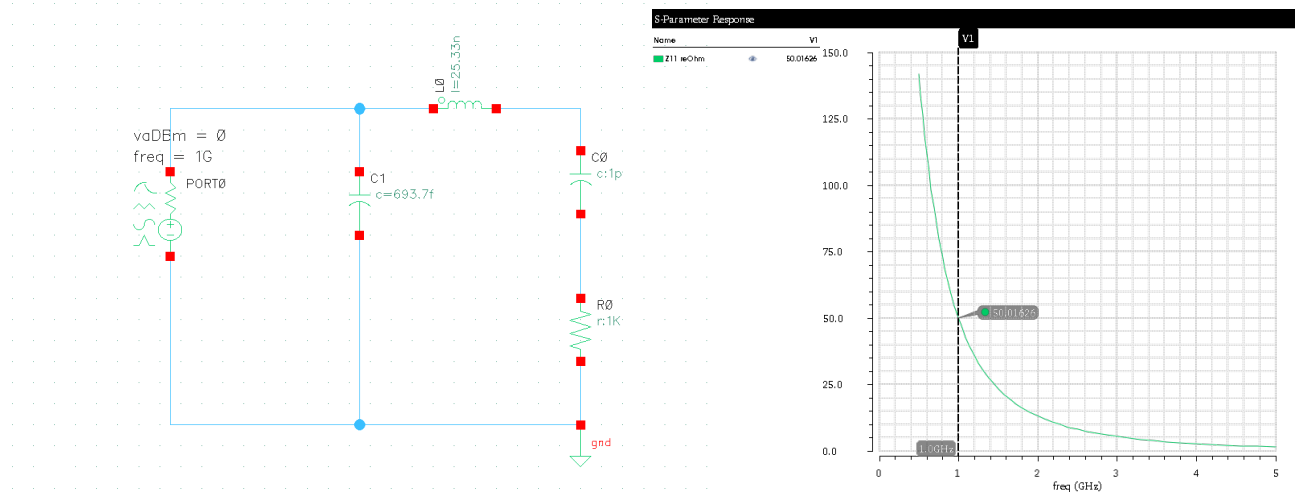 vaDBm = 0
freq = 1G
PORT0
C1
c=693.7f
L0
l=25.33n
C0
c:1p
R0
r:1K
gnd
S-Parameter Response
Name V1
Z11 reOhm 50.01626
V1
150.0
125.0
100.0
75.0
50.0
25.0
0.0
50.01626
1.0GHz
0 1 2 3 4 5
freq (GHz)